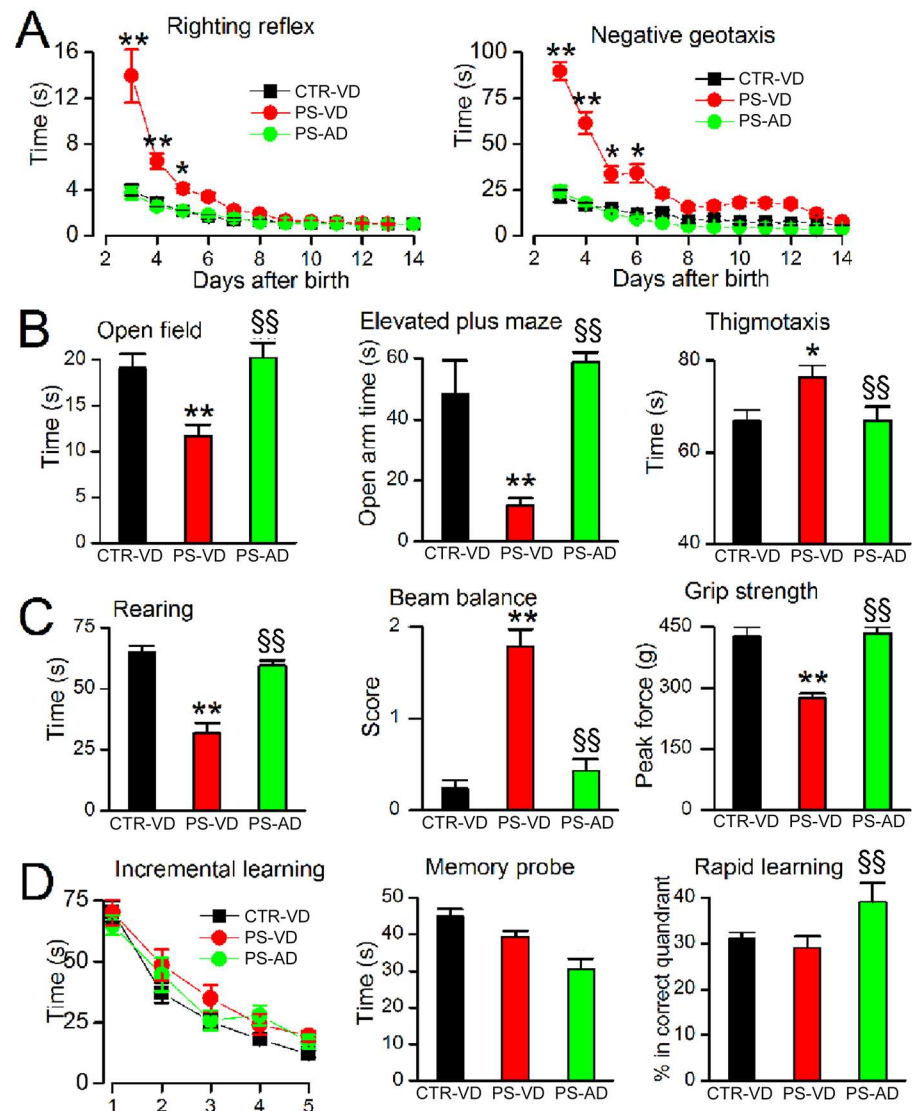 A
Righting reflex
Time (s)
16
12
8
4
0
**
**
*
CTR-VD
PS-VD
PS-AD
2 4 6 8 10 12 14
Days after birth
Negative geotaxis
Time (s)
100
75
50
25
0
**
**
*
*
CTR-VD
PS-VD
PS-AD
2 4 6 8 10 12 14
Days after birth
B
Open field
Time (s)
20
15
10
5
0
**
§§
CTR-VD PS-VD PS-AD
Elevated plus maze
Open arm time (s)
60
40
20
0
**
§§
CTR-VD PS-VD PS-AD
Thigmotaxis
Time (s)
80
60
40
*
§§
CTR-VD PS-VD PS-AD
C
Rearing
Time (s)
75
50
25
0
**
§§
CTR-VD PS-VD PS-AD
Beam balance
Score
2
1
0
**
§§
CTR-VD PS-VD PS-AD
Grip strength
Peak force (g)
450
300
150
0
**
§§
CTR-VD PS-VD PS-AD
D
Incremental learning
Time (s)
75
50
25
0
CTR-VD
PS-VD
PS-AD
1 2 3 4 5
Memory probe
Time (s)
50
40
30
20
10
0
CTR-VD PS-VD PS-AD
Rapid learning
% in correct quandrant
40
30
20
10
0
§§
CTR-VD PS-VD PS-AD